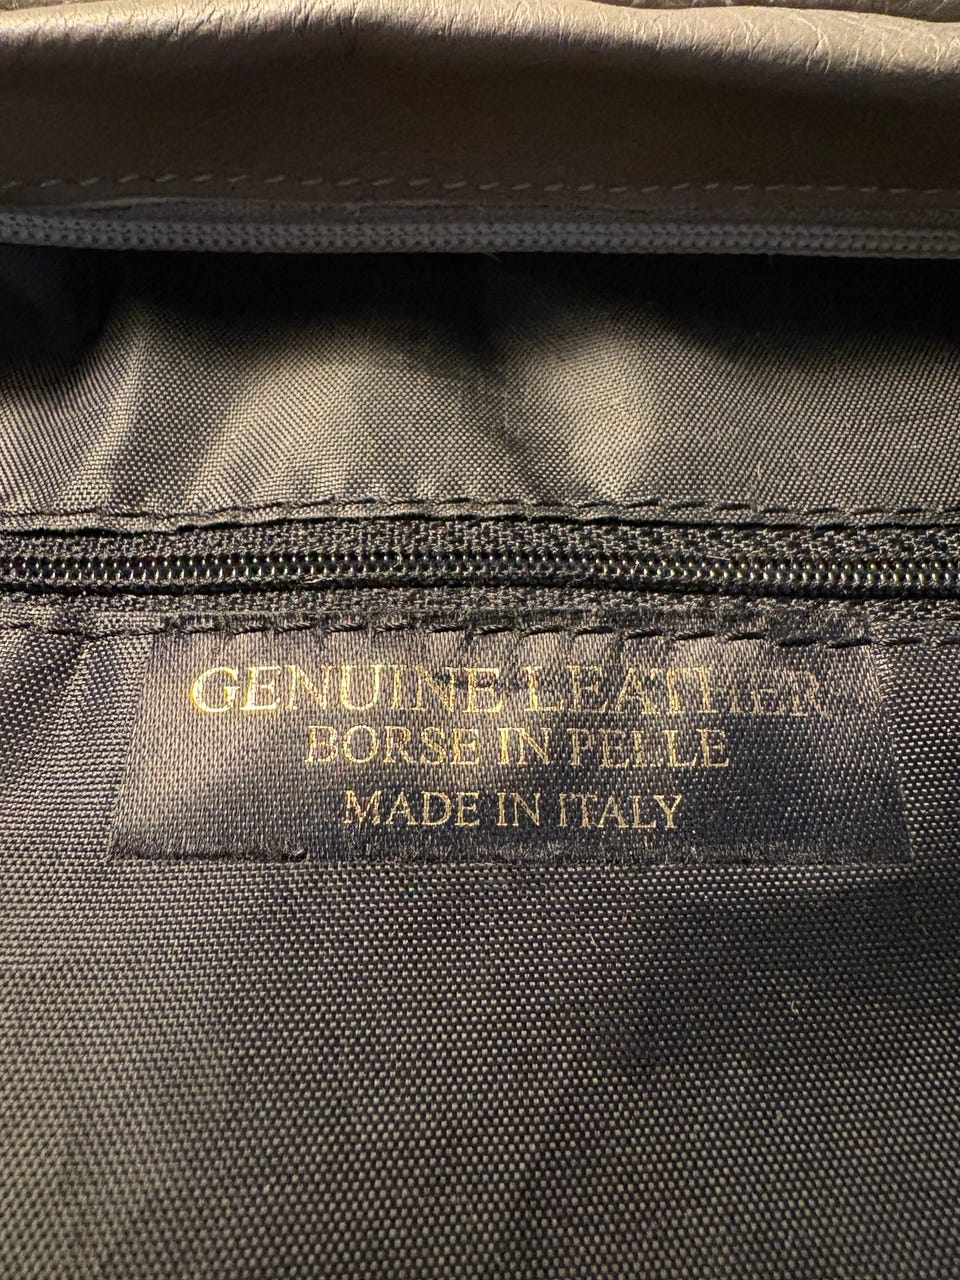 GENUINE LEATHER
BORSE IN PELLE
MADE IN ITALY